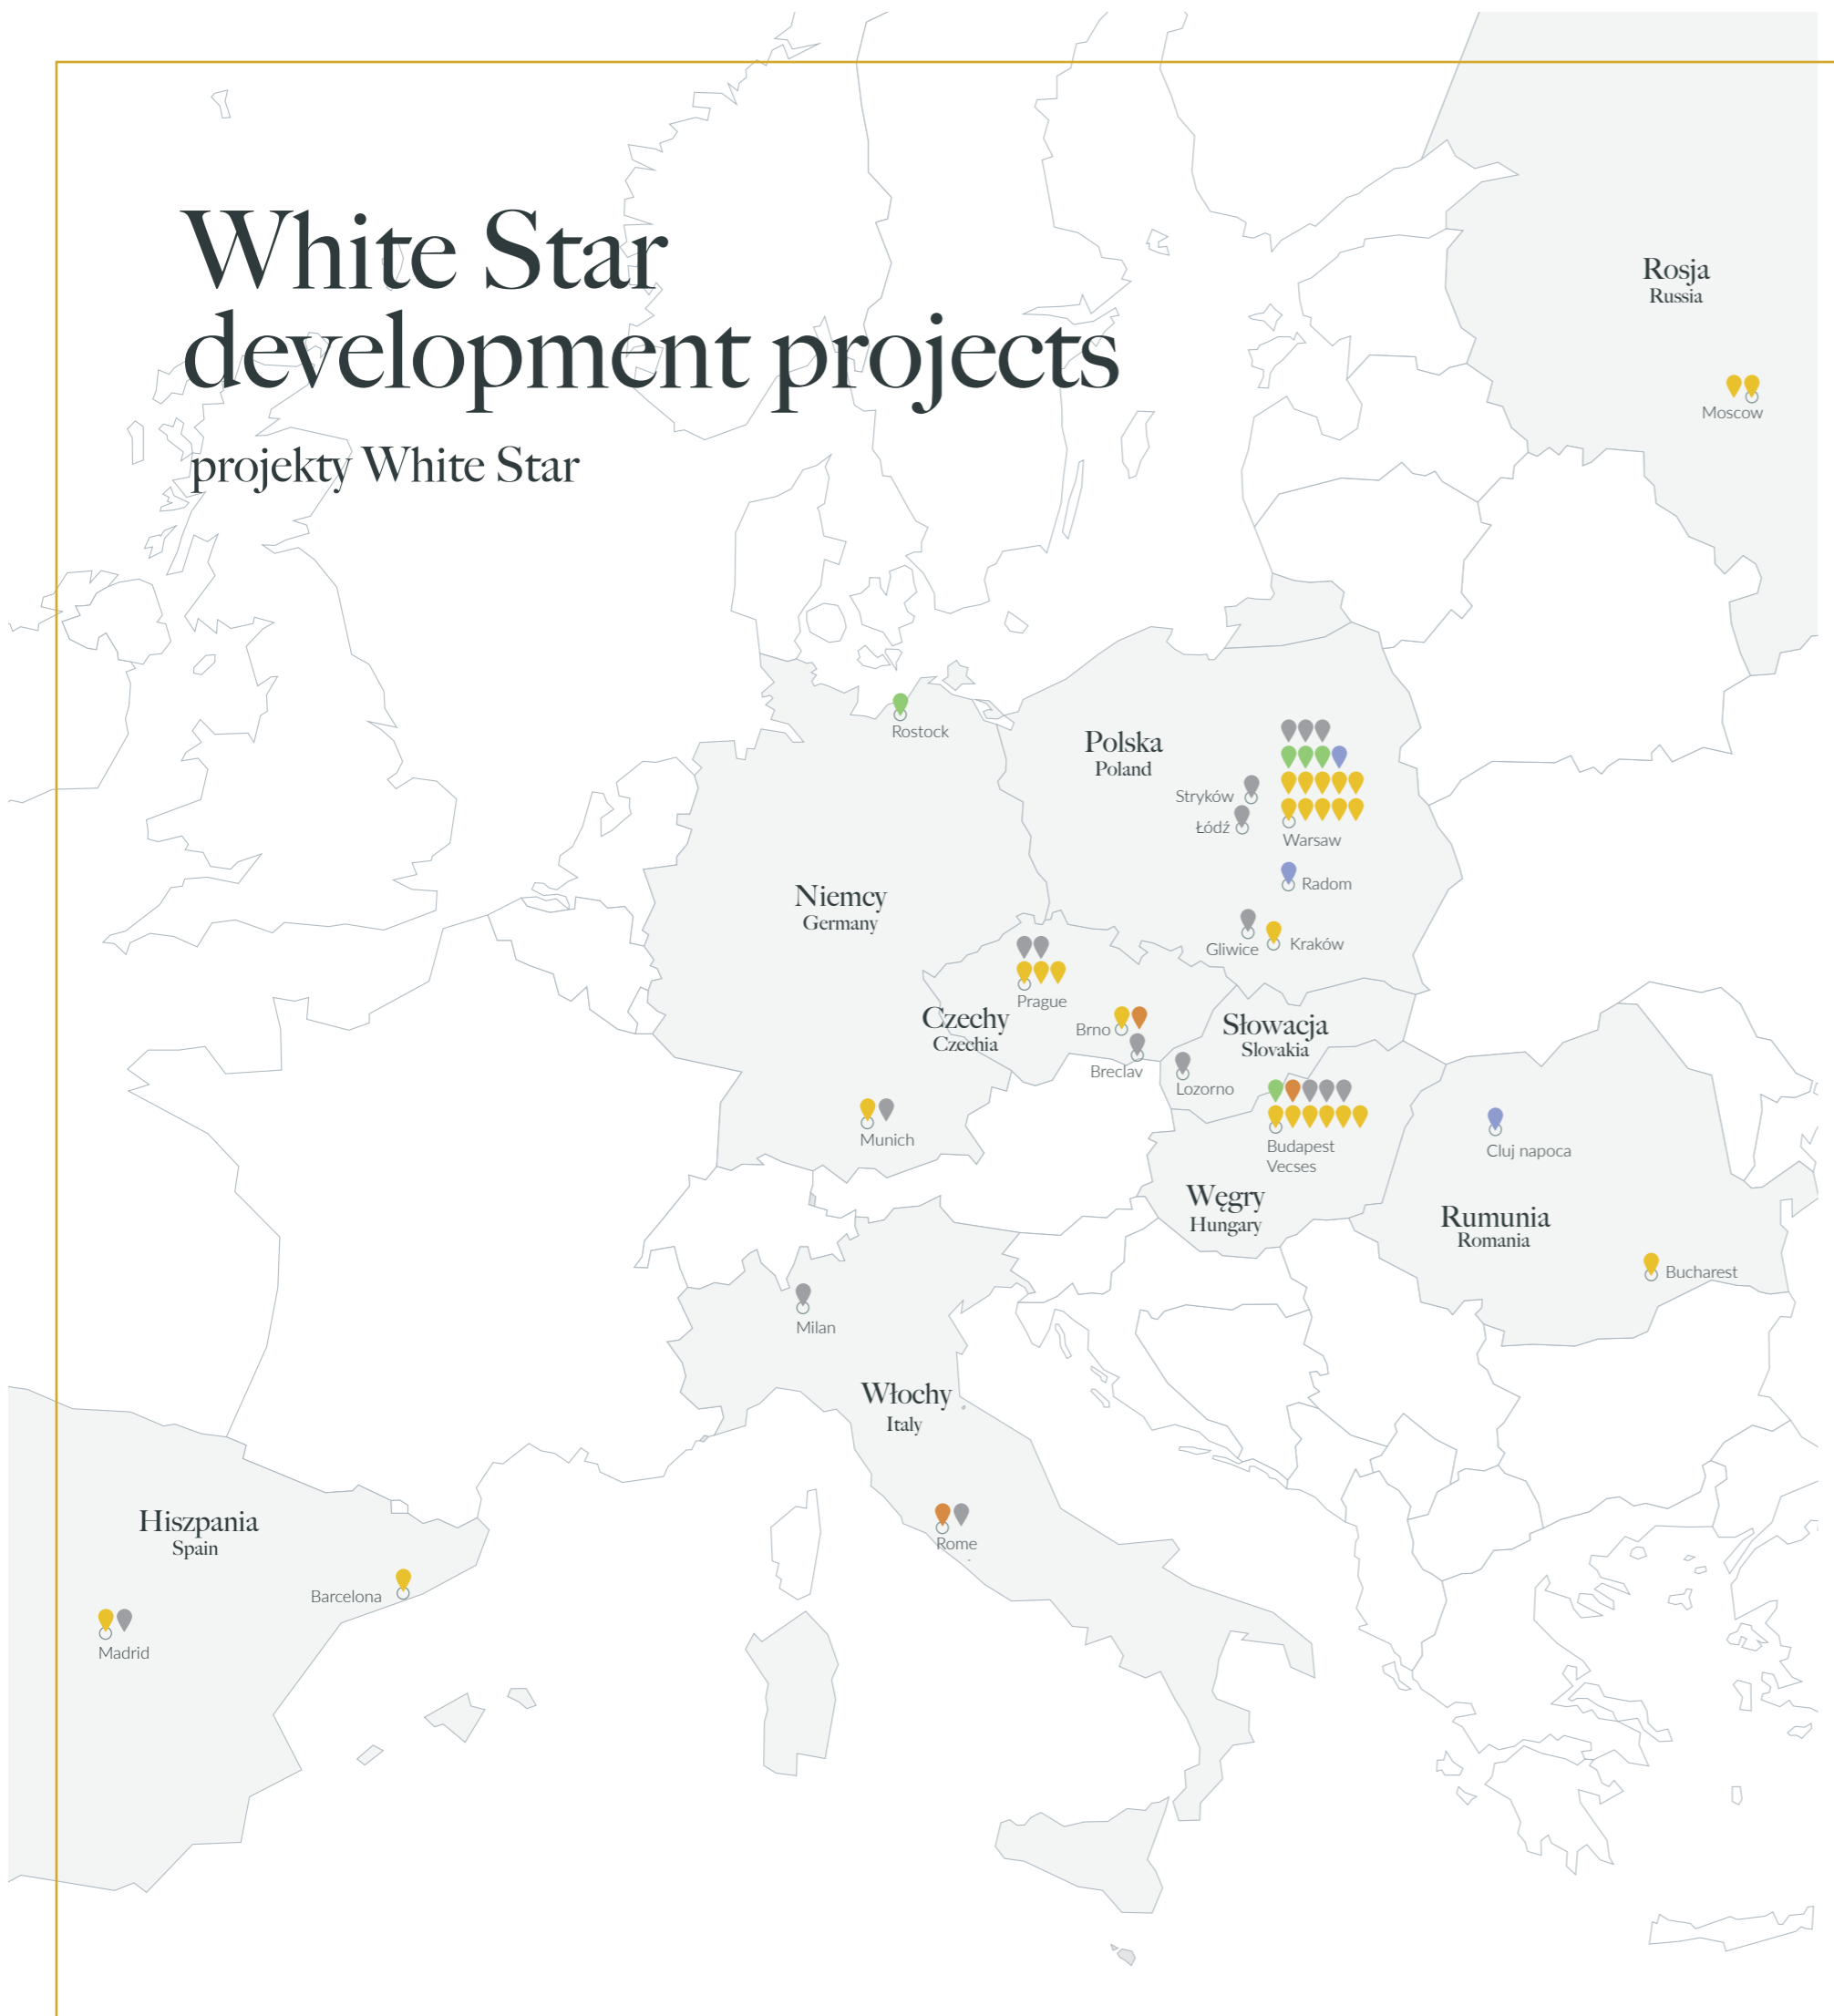 White Star
development projects
projekty White Star
Rosja
Russia
Moscow
Rostock
Polska
Poland
Stryków
Łódź
Warsaw
Radom
Niemcy
Germany
Gliwice
Kraków
Prague
Czechy
Czechia
Brno
Breclav
Słowacja
Slovakia
Lozorno
Munich
Budapest
Vecses
Cluj napoca
Węgry
Hungary
Rumunia
Romania
Bucharest
Milan
Włochy
Italy
Rome
Hiszpania
Spain
Barcelona
Madrid